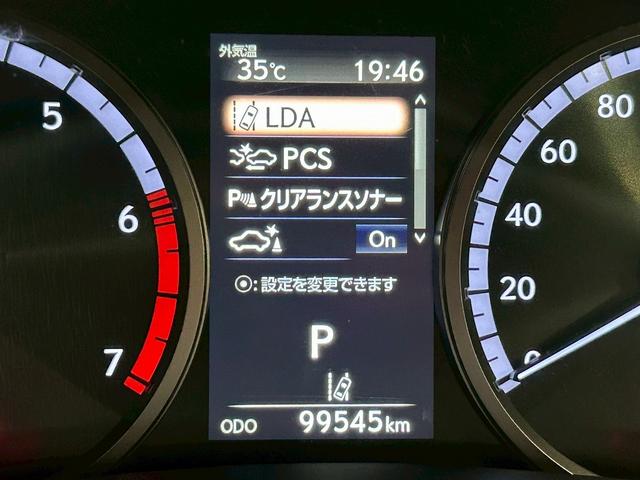 外気温
35℃ 19:46
LDA
PCS
P クリアランスソナー
On
⦿:設定を変更できます
P
ODO 99545km
5
6
7
80
60
40
20
0